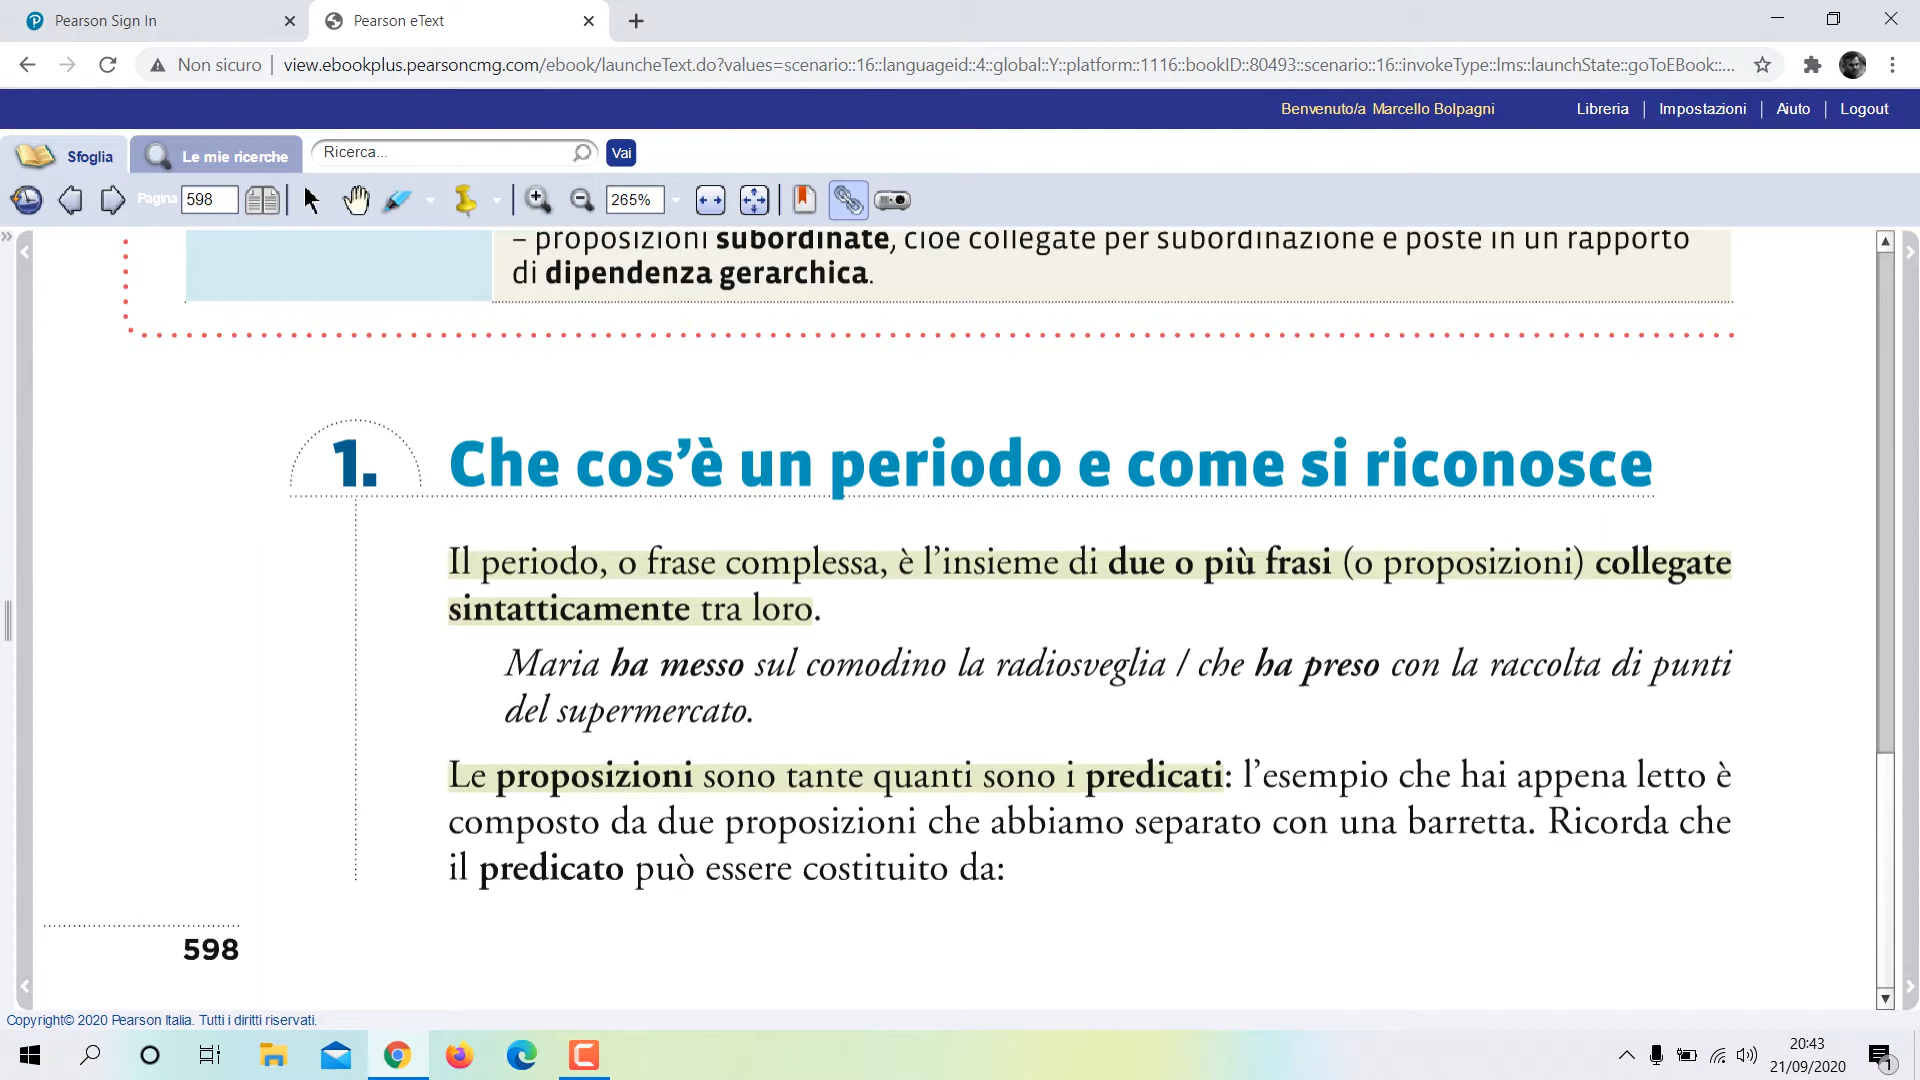 Pearson Sign In
Pearson eText
Non sicuro | view.ebookplus.pearsoncmg.com/ebook/launcheText.do?values=scenario::16::languageid::4::global::Y::platform::1116::bookID::80493::scenario::16::invokeType::lms::launchState::goToEBook::...
Benvenuto/a Marcello Bolpagni Libreria | Impostazioni | Aiuto | Logout
Sfoglia Le mie ricerche Ricerca... Vai
Pagina 598 265%
– proposizioni subordinate, cioè collegate per subordinazione e poste in un rapporto
di dipendenza gerarchica.
1. Che cos’è un periodo e come si riconosce
Il periodo, o frase complessa, è l’insieme di due o più frasi (o proposizioni) collegate
sintatticamente tra loro.
Maria ha messo sul comodino la radiosveglia / che ha preso con la raccolta di punti
del supermercato.
Le proposizioni sono tante quanti sono i predicati: l’esempio che hai appena letto è
composto da due proposizioni che abbiamo separato con una barretta. Ricorda che
il predicato può essere costituito da:
598
Copyright© 2020 Pearson Italia. Tutti i diritti riservati.
20:43
21/09/2020
1